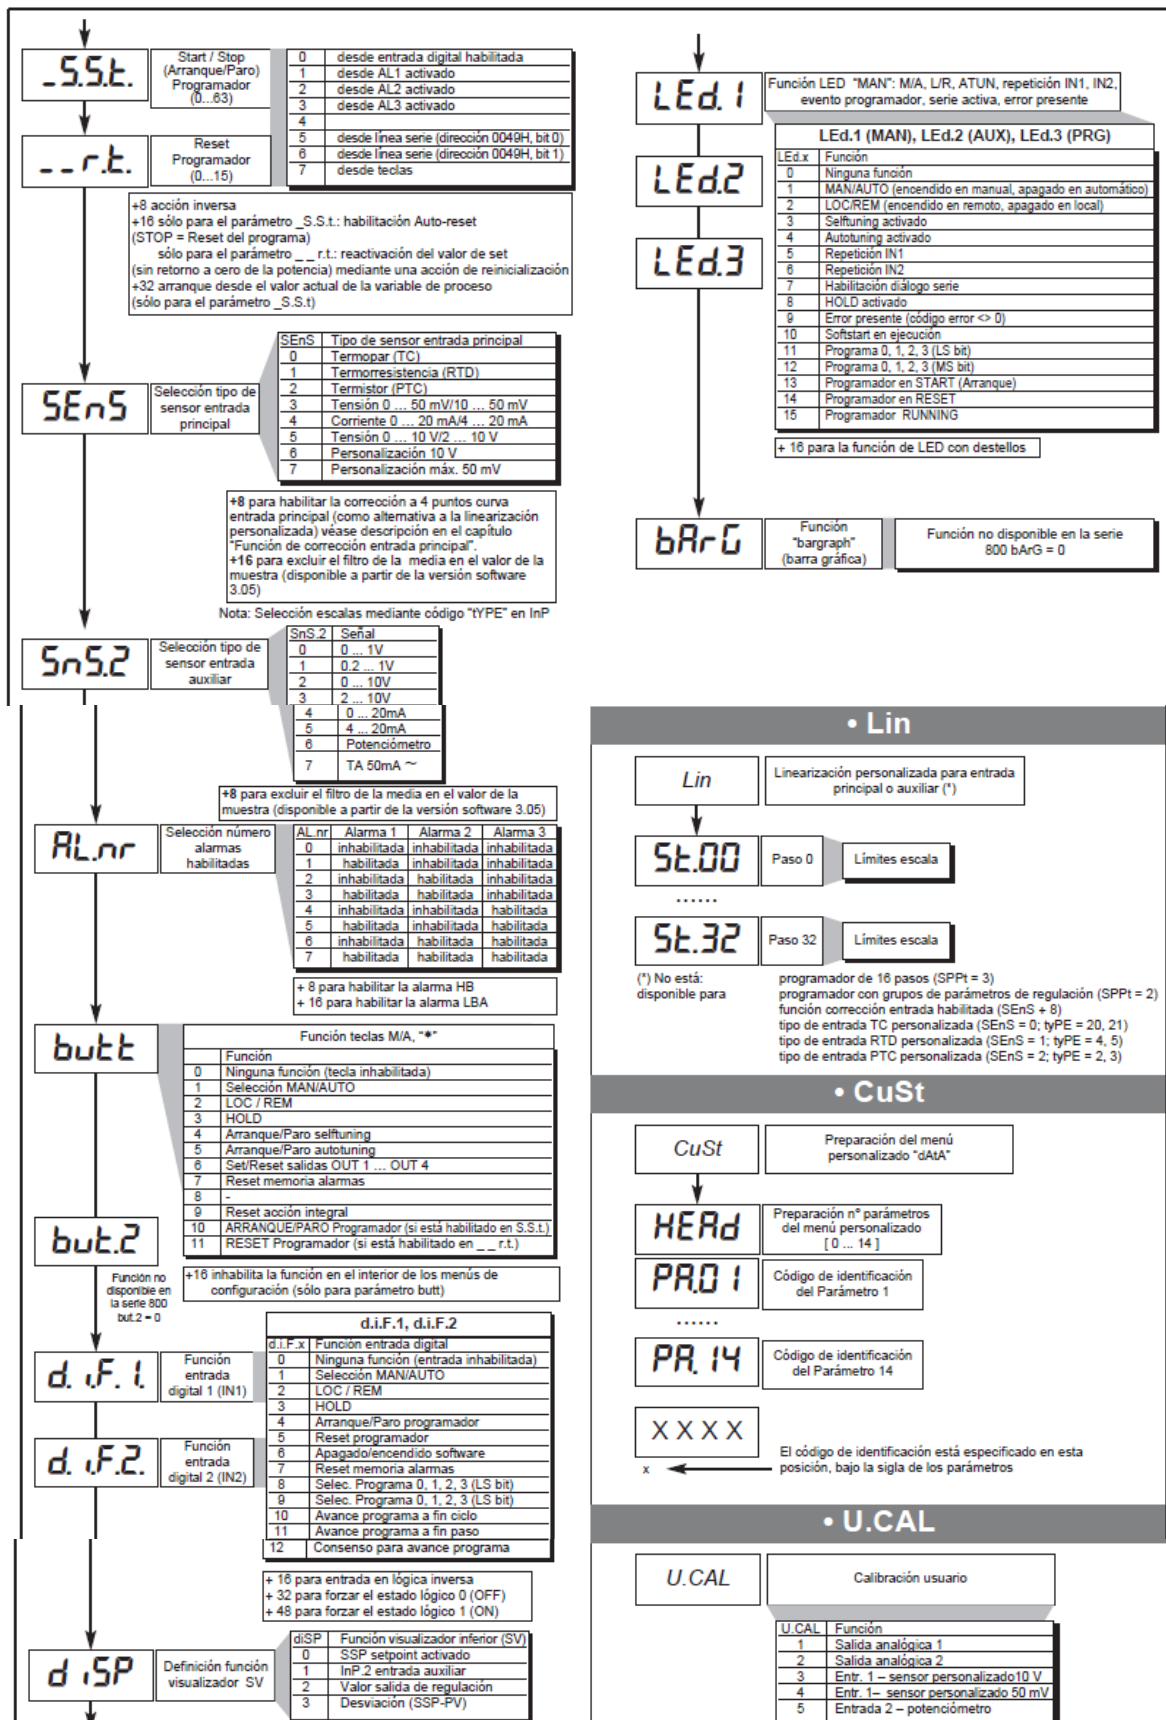 _S.S.t.
Start / Stop
(Arranque/Paro)
Programador
(0...63)
0 desde entrada digital habilitada
1 desde AL1 activado
2 desde AL2 activado
3 desde AL3 activado
4
5 desde línea serie (dirección 0049H, bit 0)
6 desde línea serie (dirección 0049H, bit 1)
7 desde teclas
_ _ r.t.
Reset
Programador
(0...15)
+8 acción inversa
+16 sólo para el parámetro _S.S.t.: habilitación Auto-reset
(STOP = Reset del programa)
sólo para el parámetro _ _ r.t.: reactivación del valor de set
(sin retorno a cero de la potencia) mediante una acción de reinicialización
+32 arranque desde el valor actual de la variable de proceso
(sólo para el parámetro _S.S.t)
SEnS
Selección tipo de
sensor entrada
principal
SEnS Tipo de sensor entrada principal
0 Termopar (TC)
1 Termorresistencia (RTD)
2 Termistor (PTC)
3 Tensión 0 ... 50 mV/10 ... 50 mV
4 Corriente 0 ... 20 mA/4 ... 20 mA
5 Tensión 0 ... 10 V/2 ... 10 V
6 Personalización 10 V
7 Personalización máx. 50 mV
+8 para habilitar la corrección a 4 puntos curva
entrada principal (como alternativa a la linearización
personalizada) véase descripción en el capítulo
"Función de corrección entrada principal".
+16 para excluir el filtro de la media en el valor de la
muestra (disponible a partir de la versión software
3.05)
Nota: Selección escalas mediante código "tYPE" en InP
SnS.2
Selección tipo de
sensor entrada
auxiliar
SnS.2 Señal
0 0 ... 1V
1 0.2 ... 1V
2 0 ... 10V
3 2 ... 10V
4 0 ... 20mA
5 4 ... 20mA
6 Potenciómetro
7 TA 50mA ~
+8 para excluir el filtro de la media en el valor de la
muestra (disponible a partir de la versión software 3.05)
AL.nr
Selección número
alarmas
habilitadas
AL.nr Alarma 1 Alarma 2 Alarma 3
0 inhabilitada inhabilitada inhabilitada
1 habilitada inhabilitada inhabilitada
2 inhabilitada habilitada inhabilitada
3 habilitada habilitada inhabilitada
4 inhabilitada inhabilitada habilitada
5 habilitada inhabilitada habilitada
6 inhabilitada habilitada habilitada
7 habilitada habilitada habilitada
+ 8 para habilitar la alarma HB
+ 16 para habilitar la alarma LBA
butt
Función teclas M/A, "*"
Función
0 Ninguna función (tecla inhabilitada)
1 Selección MAN/AUTO
2 LOC / REM
3 HOLD
4 Arranque/Paro selftuning
5 Arranque/Paro autotuning
6 Set/Reset salidas OUT 1 ... OUT 4
7 Reset memoria alarmas
8 -
9 Reset acción integral
10 ARRANQUE/PARO Programador (si está habilitado en S.S.t.)
11 RESET Programador (si está habilitado en _ _ r.t.)
but.2
Función no
disponible en
la serie 800
but.2 = 0
+16 inhabilita la función en el interior de los menús de
configuración (sólo para parámetro butt)
d.i.F.1, d.i.F.2
d.i.F.x Función entrada digital
0 Ninguna función (entrada inhabilitada)
1 Selección MAN/AUTO
2 LOC / REM
3 HOLD
4 Arranque/Paro programador
5 Reset programador
6 Apagado/encendido software
7 Reset memoria alarmas
8 Selec. Programa 0, 1, 2, 3 (LS bit)
9 Selec. Programa 0, 1, 2, 3 (LS bit)
10 Avance programa a fin ciclo
11 Avance programa a fin paso
12 Consenso para avance programa
d.i.F.1.
Función
entrada
digital 1 (IN1)
d.i.F.2.
Función
entrada
digital 2 (IN2)
+ 16 para entrada en lógica inversa
+ 32 para forzar el estado lógico 0 (OFF)
+ 48 para forzar el estado lógico 1 (ON)
diSP
Definición función
visualizador SV
diSP Función visualizador inferior (SV)
0 SSP setpoint activado
1 InP.2 entrada auxiliar
2 Valor salida de regulación
3 Desviación (SSP-PV)
LEd.1
Función LED "MAN": M/A, L/R, ATUN, repetición IN1, IN2,
evento programador, serie activa, error presente
LEd.2
LEd.3
LEd.1 (MAN), LEd.2 (AUX), LEd.3 (PRG)
LEd.x Función
0 Ninguna función
1 MAN/AUTO (encendido en manual, apagado en automático)
2 LOC/REM (encendido en remoto, apagado en local)
3 Selftuning activado
4 Autotuning activado
5 Repetición IN1
6 Repetición IN2
7 Habilitación diálogo serie
8 HOLD activado
9 Error presente (código error <> 0)
10 Softstart en ejecución
11 Programa 0, 1, 2, 3 (LS bit)
12 Programa 0, 1, 2, 3 (MS bit)
13 Programador en START (Arranque)
14 Programador en RESET
15 Programador RUNNING
+ 16 para la función de LED con destellos
bArG
Función
"bargraph"
(barra gráfica)
Función no disponible en la serie
800 bArG = 0
• Lin
Lin
Linearización personalizada para entrada
principal o auxiliar (*)
St.00
Paso 0
Límites escala
......
St.32
Paso 32
Límites escala
(*) No está:
disponible para
programador de 16 pasos (SPPt = 3)
programador con grupos de parámetros de regulación (SPPt = 2)
función corrección entrada habilitada (SEnS + 8)
tipo de entrada TC personalizada (SEnS = 0; tyPE = 20, 21)
tipo de entrada RTD personalizada (SEnS = 1; tyPE = 4, 5)
tipo de entrada PTC personalizada (SEnS = 2; tyPE = 2, 3)
• CuSt
CuSt
Preparación del menú
personalizado "dAtA"
HEAd
Preparación nº parámetros
del menú personalizado
[ 0 ... 14 ]
PA.01
Código de identificación
del Parámetro 1
......
PA.14
Código de identificación
del Parámetro 14
X X X X
x
El código de identificación está especificado en esta
posición, bajo la sigla de los parámetros
• U.CAL
U.CAL
Calibración usuario
U.CAL Función
1 Salida analógica 1
2 Salida analógica 2
3 Entr. 1 – sensor personalizado10 V
4 Entr. 1– sensor personalizado 50 mV
5 Entrada 2 – potenciómetro